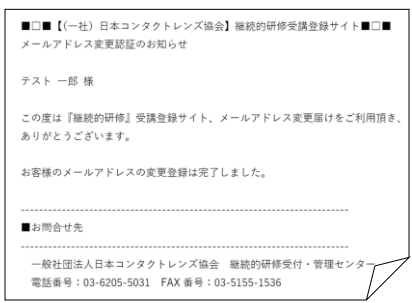 ■□■【(一社)日本コンタクトレンズ協会】継続的研修受講登録サイト■□■
メールアドレス変更認証のお知らせ
テスト 一郎 様
この度は『継続的研修』受講登録サイト、メールアドレス変更届けをご利用頂き、
ありがとうございます。
お客様のメールアドレスの変更登録は完了しました。
------------------------------------------------------------------------
■お問合せ先
------------------------------------------------------------------------
一般社団法人日本コンタクトレンズ協会 継続的研修受付・管理センター
電話番号：03-6205-5031 FAX 番号：03-5155-1536